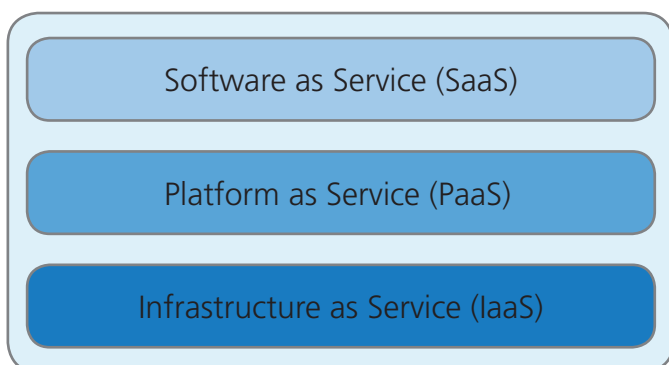 Software as Service (SaaS)
Platform as Service (PaaS)
Infrastructure as Service (IaaS)